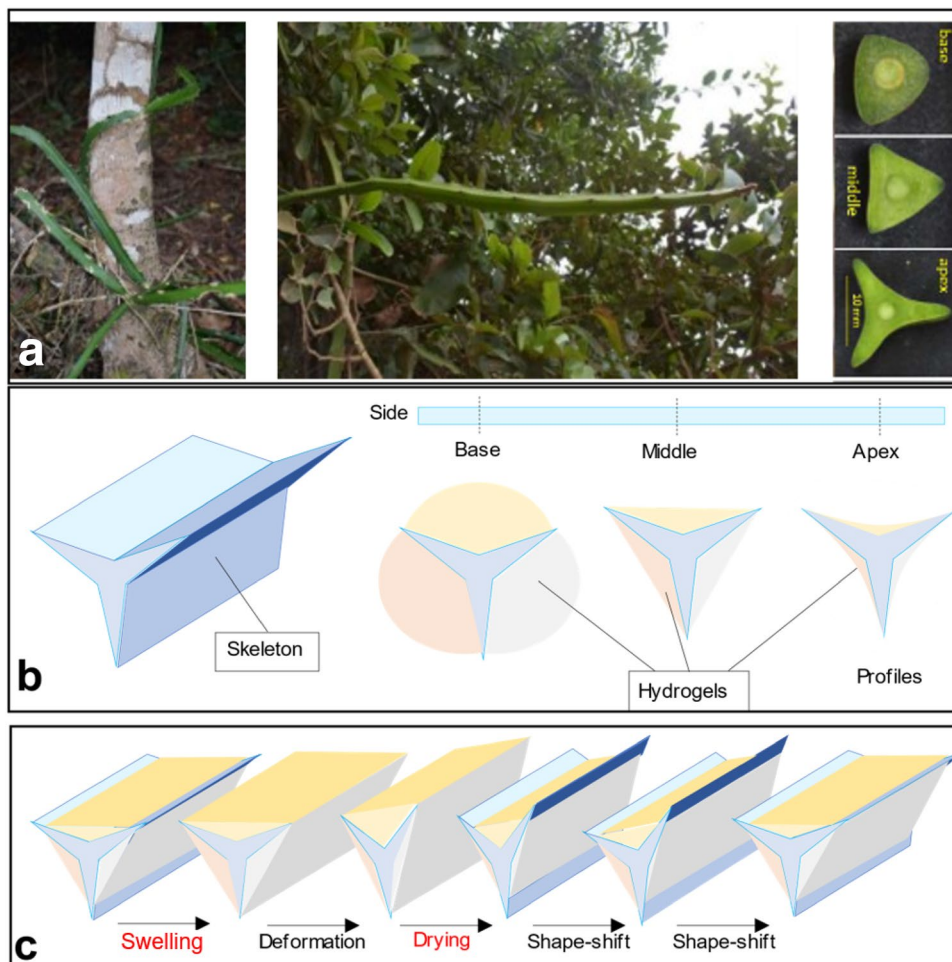 a
base
middle
apex
10 mm
b
Side
Base
Middle
Apex
Skeleton
Hydrogels
Profiles
c
Swelling
Deformation
Drying
Shape-shift
Shape-shift